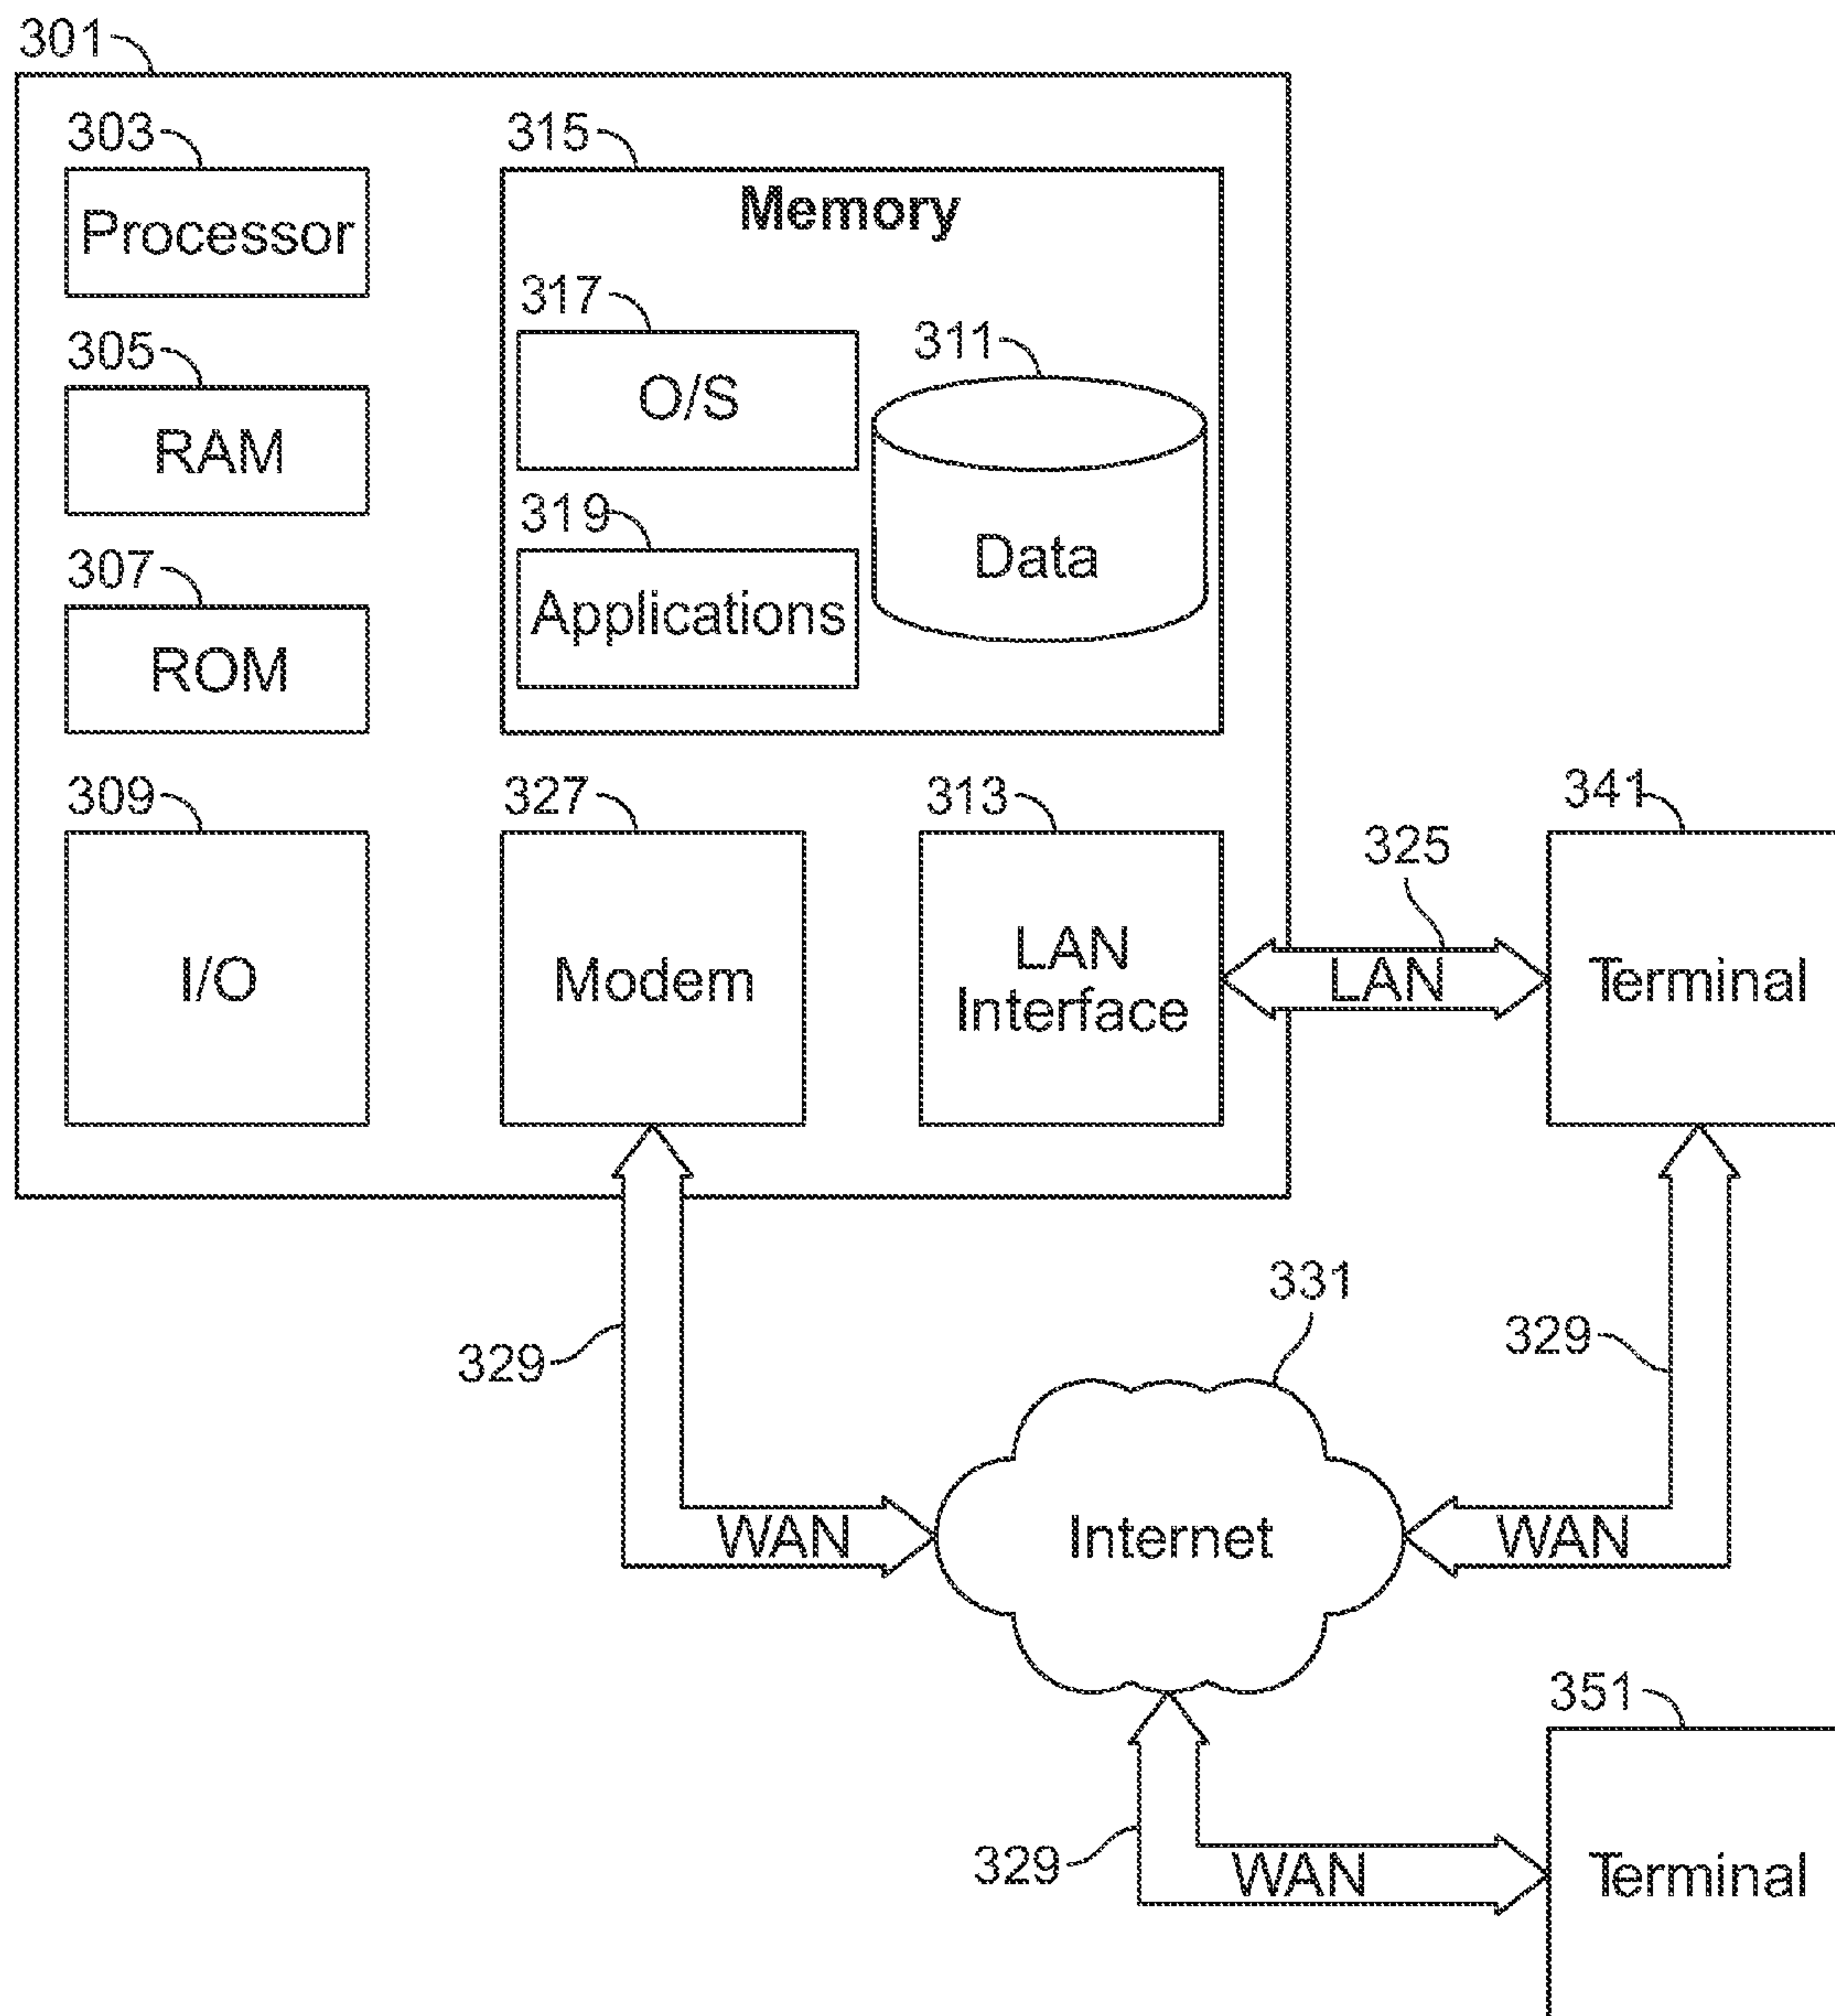 301
303
Processor
315
Memory
317
O/S
311
Data
305
RAM
319
Applications
307
ROM
309
I/O
327
Modem
313
LAN
Interface
325
LAN
341
Terminal
329
WAN
331
Internet
329
WAN
329
WAN
351
Terminal